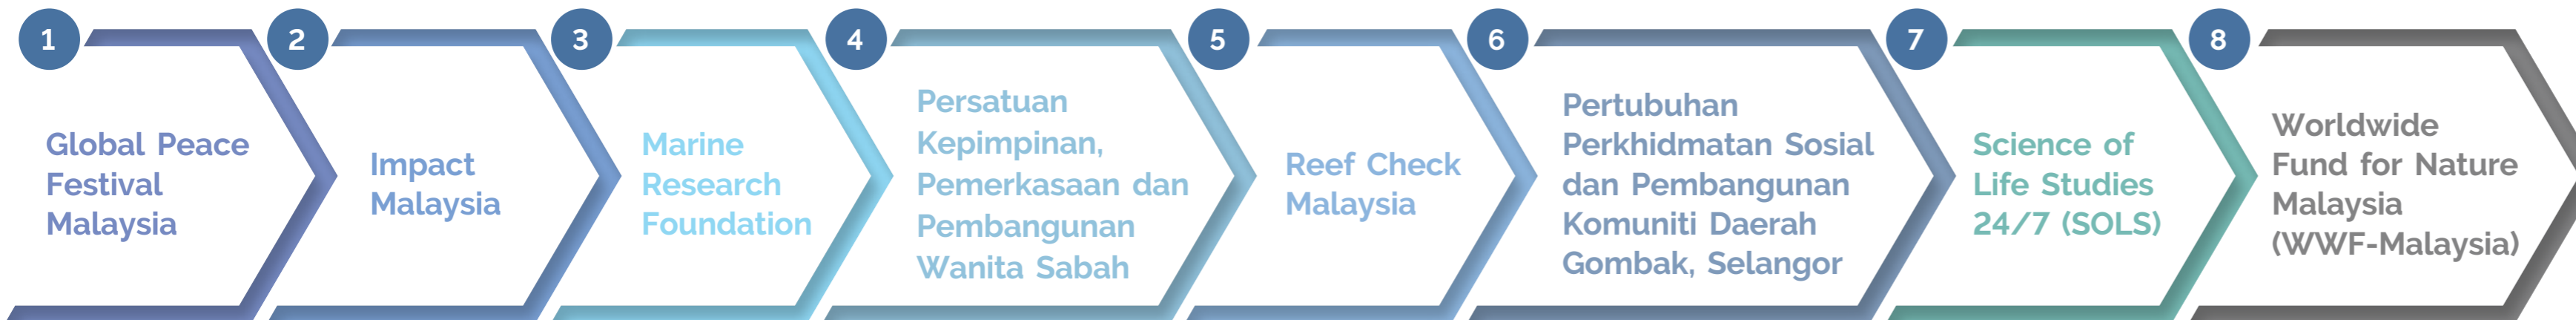 1
Global Peace
Festival
Malaysia
2
Impact
Malaysia
3
Marine
Research
Foundation
4
Persatuan
Kepimpinan,
Pemerkasaan dan
Pembangunan
Wanita Sabah
5
Reef Check
Malaysia
6
Pertubuhan
Perkhidmatan Sosial
dan Pembangunan
Komuniti Daerah
Gombak, Selangor
7
Science of
Life Studies
24/7 (SOLS)
8
Worldwide
Fund for Nature
Malaysia
(WWF-Malaysia)